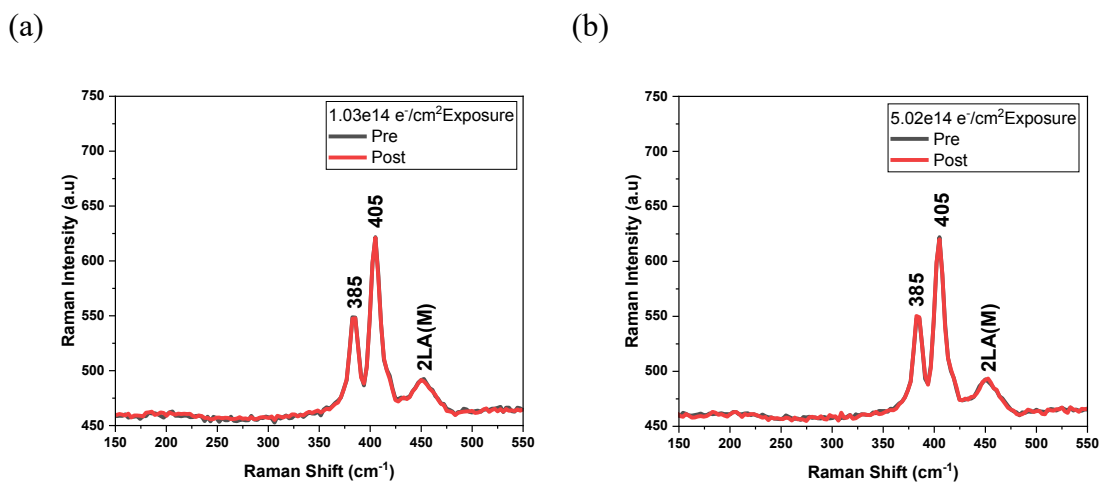 (a)
750
700
650
600
550
500
450
Raman Intensity (a.u)
1.03e14 e⁻/cm²Exposure
Pre
Post
385
405
2LA(M)
150 200 250 300 350 400 450 500 550
Raman Shift (cm⁻¹)
(b)
750
700
650
600
550
500
450
Raman Intensity (a.u)
5.02e14 e⁻/cm²Exposure
Pre
Post
385
405
2LA(M)
150 200 250 300 350 400 450 500 550
Raman Shift (cm⁻¹)